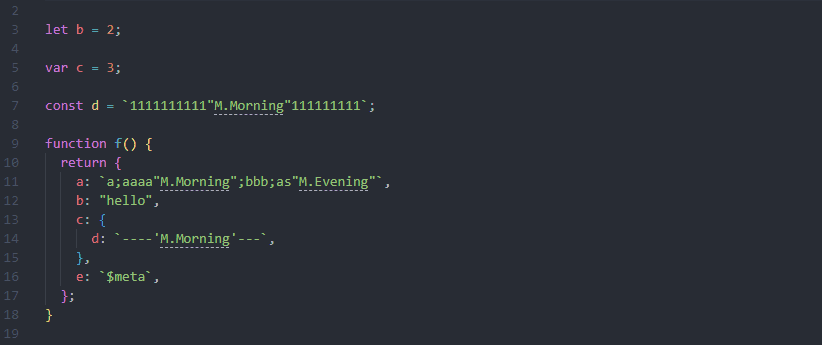 2
3 let b = 2;
4
5 var c = 3;
6
7 const d = `1111111111"M.Morning"111111111`;
8
9 function f() {
10 return {
11 a: `a;aaaa"M.Morning";bbb;as"M.Evening"`,
12 b: "hello",
13 c: {
14 d: `----'M.Morning'---`,
15 },
16 e: `$meta`,
17 };
18 }
19